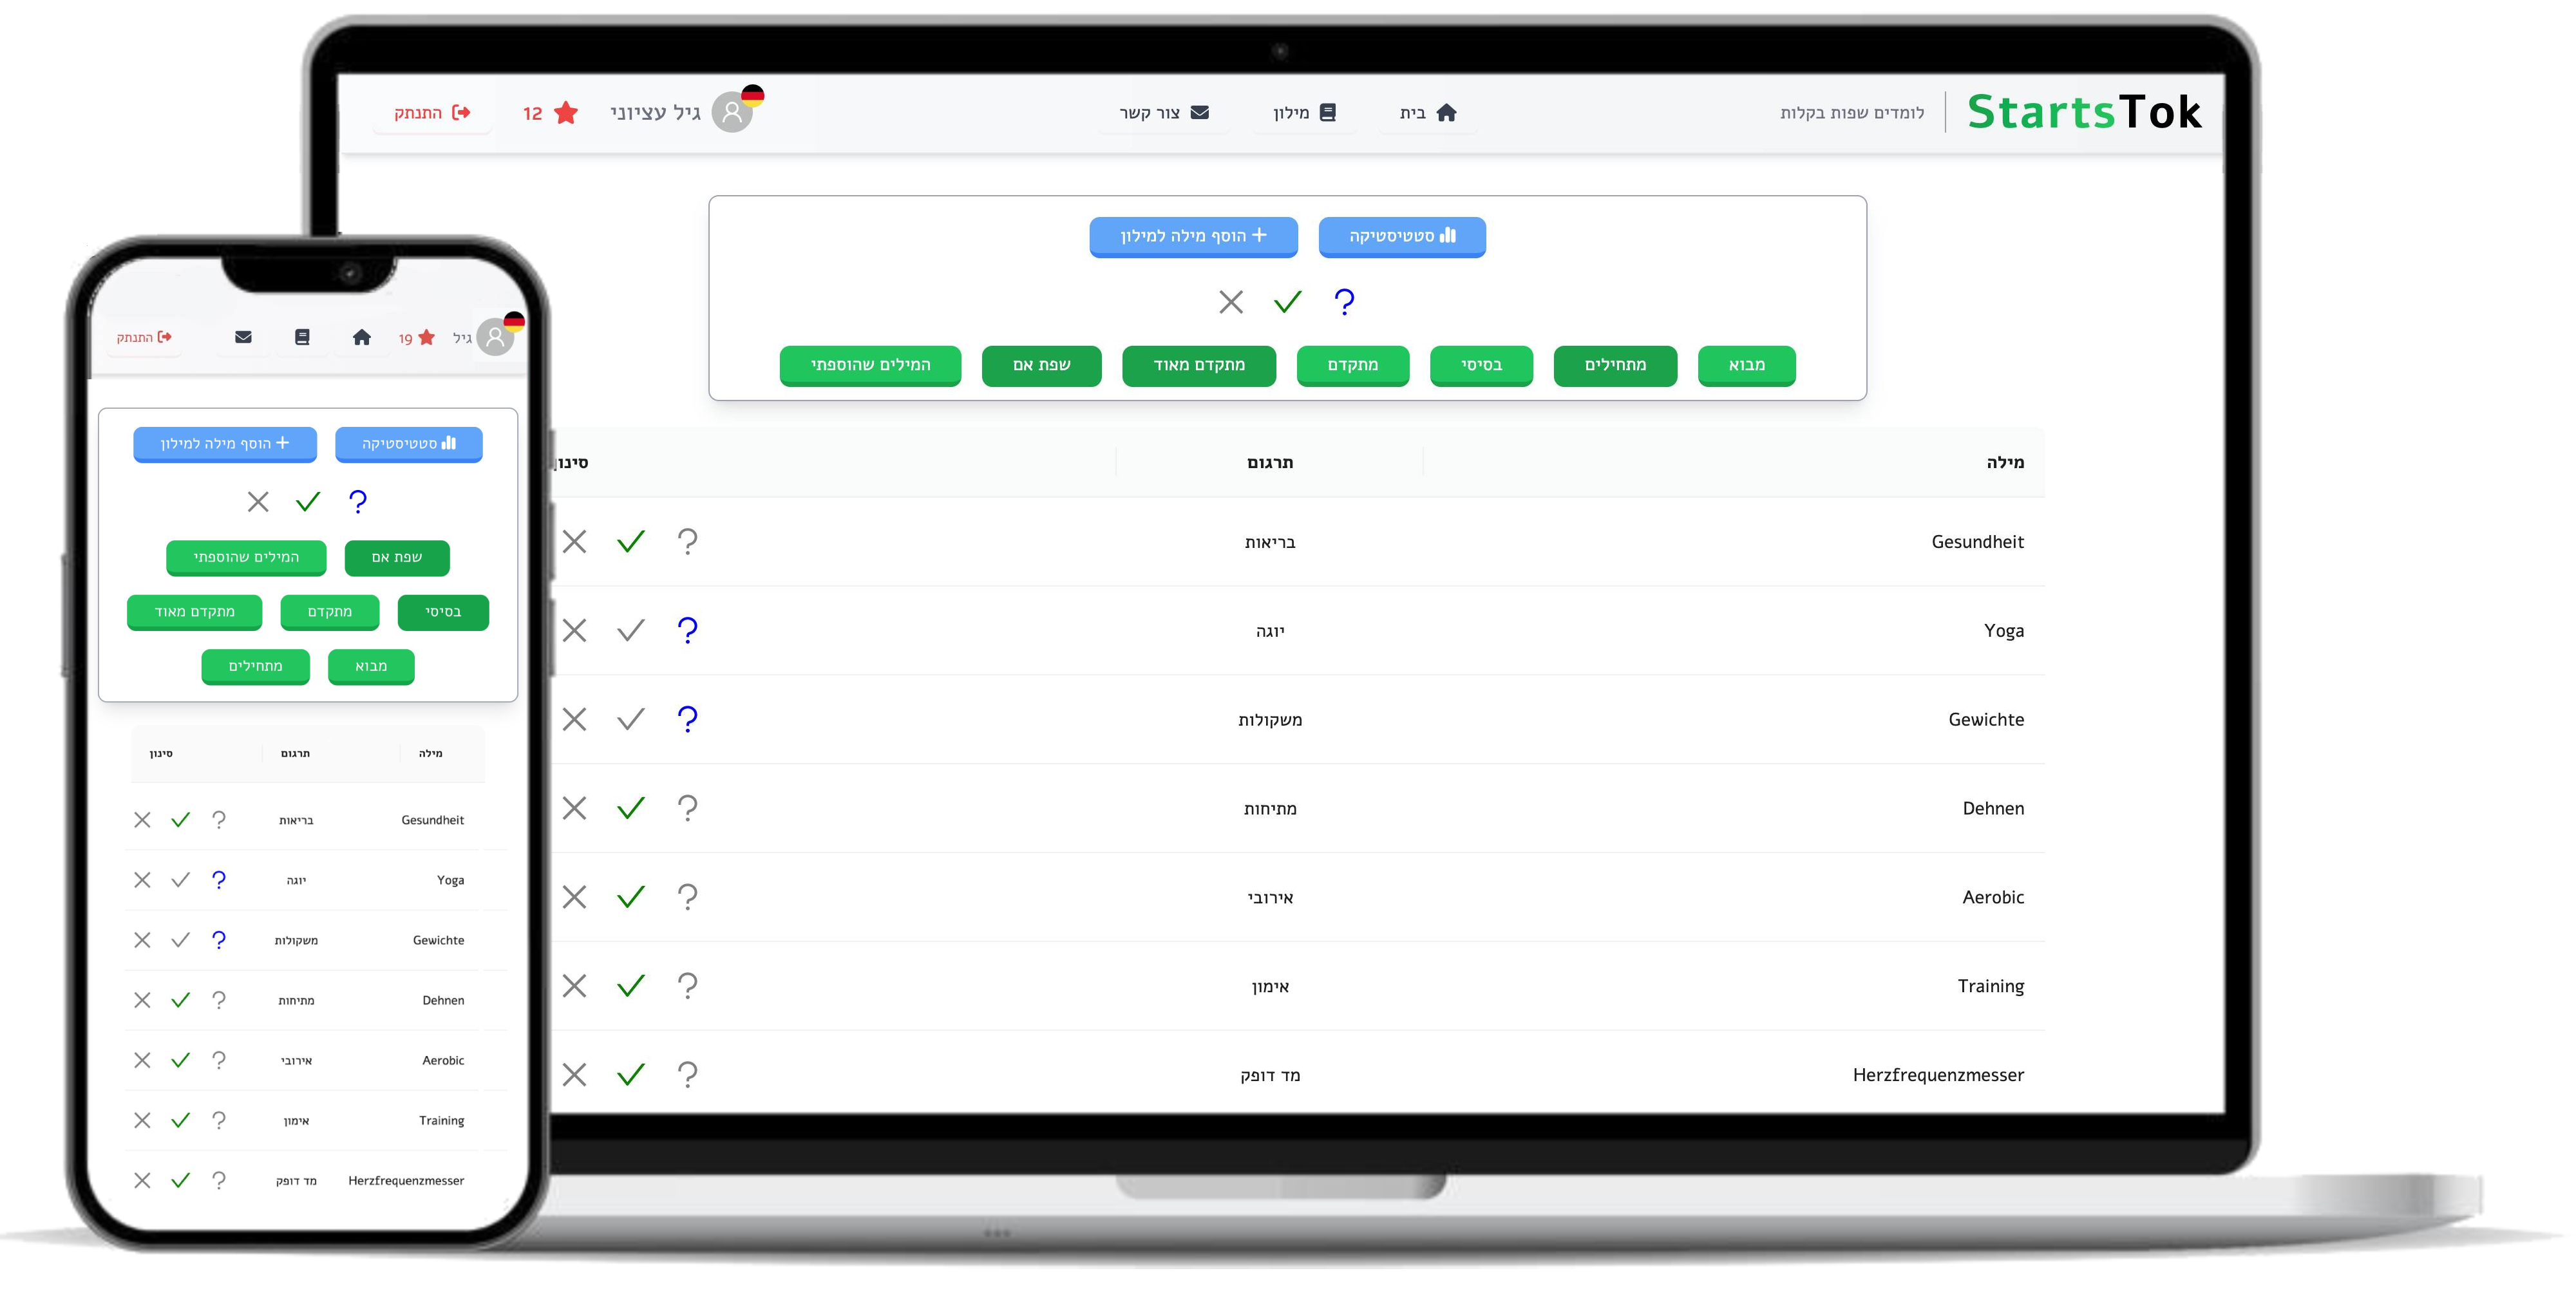 StartsTok
לומדים שפות בקלות
בית
מילון
צור קשר
גיל עציוני
12
התנתק
סטטיסטיקה
הוסף מילה למילון
? ✓ ×
מבוא
מתחילים
בסיסי
מתקדם
מתקדם מאוד
שפת אם
המילים שהוספתי
מילה תרגום סינון
Gesundheit בריאות ? ✓ ×
Yoga יוגה ? ✓ ×
Gewichte משקולות ? ✓ ×
Dehnen מתיחות ? ✓ ×
Aerobic אירובי ? ✓ ×
Training אימון ? ✓ ×
Herzfrequenzmesser מד דופק ? ✓ ×
גיל
19
התנתק
סטטיסטיקה
הוסף מילה למילון
? ✓ ×
שפת אם
המילים שהוספתי
בסיסי
מתקדם
מתקדם מאוד
מבוא
מתחילים
מילה תרגום סינון
Gesundheit בריאות ? ✓ ×
Yoga יוגה ? ✓ ×
Gewichte משקולות ? ✓ ×
Dehnen מתיחות ? ✓ ×
Aerobic אירובי ? ✓ ×
Training אימון ? ✓ ×
Herzfrequenzmesser מד דופק ? ✓ ×